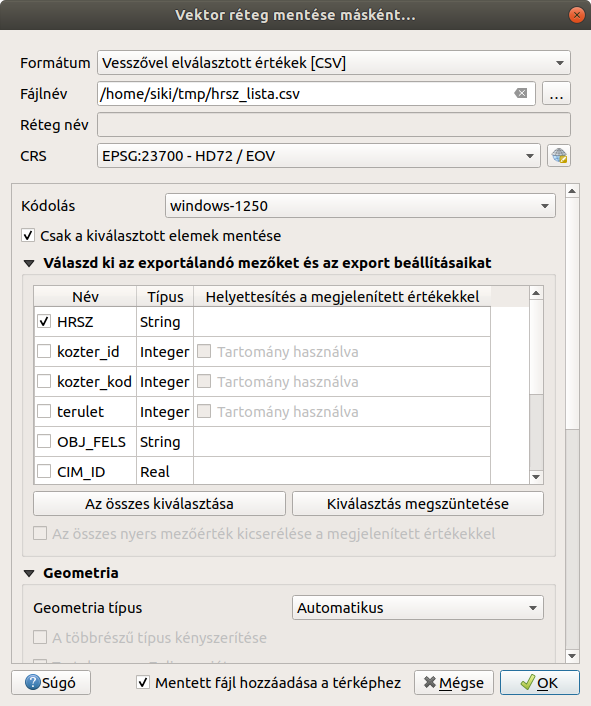 Vektor réteg mentése másként...
Formátum Vesszővel elválasztott értékek [CSV]
Fájlnév /home/siki/tmp/hrsz_lista.csv ...
Réteg név
CRS EPSG:23700 - HD72 / EOV
Kódolás windows-1250
Csak a kiválasztott elemek mentése
Válaszd ki az exportálandó mezőket és az export beállításaikat
Név Típus Helyettesítés a megjelenített értékekkel
HRSZ String
kozter_id Integer Tartomány használva
kozter_kod Integer Tartomány használva
terulet Integer Tartomány használva
OBJ_FELS String
CIM_ID Real
Az összes kiválasztása Kiválasztás megszüntetése
Az összes nyers mezőérték kicserélése a megjelenített értékekkel
Geometria
Geometria típus Automatikus
A többrészű típus kényszerítése
Súgó Mentett fájl hozzáadása a térképhez Mégse OK